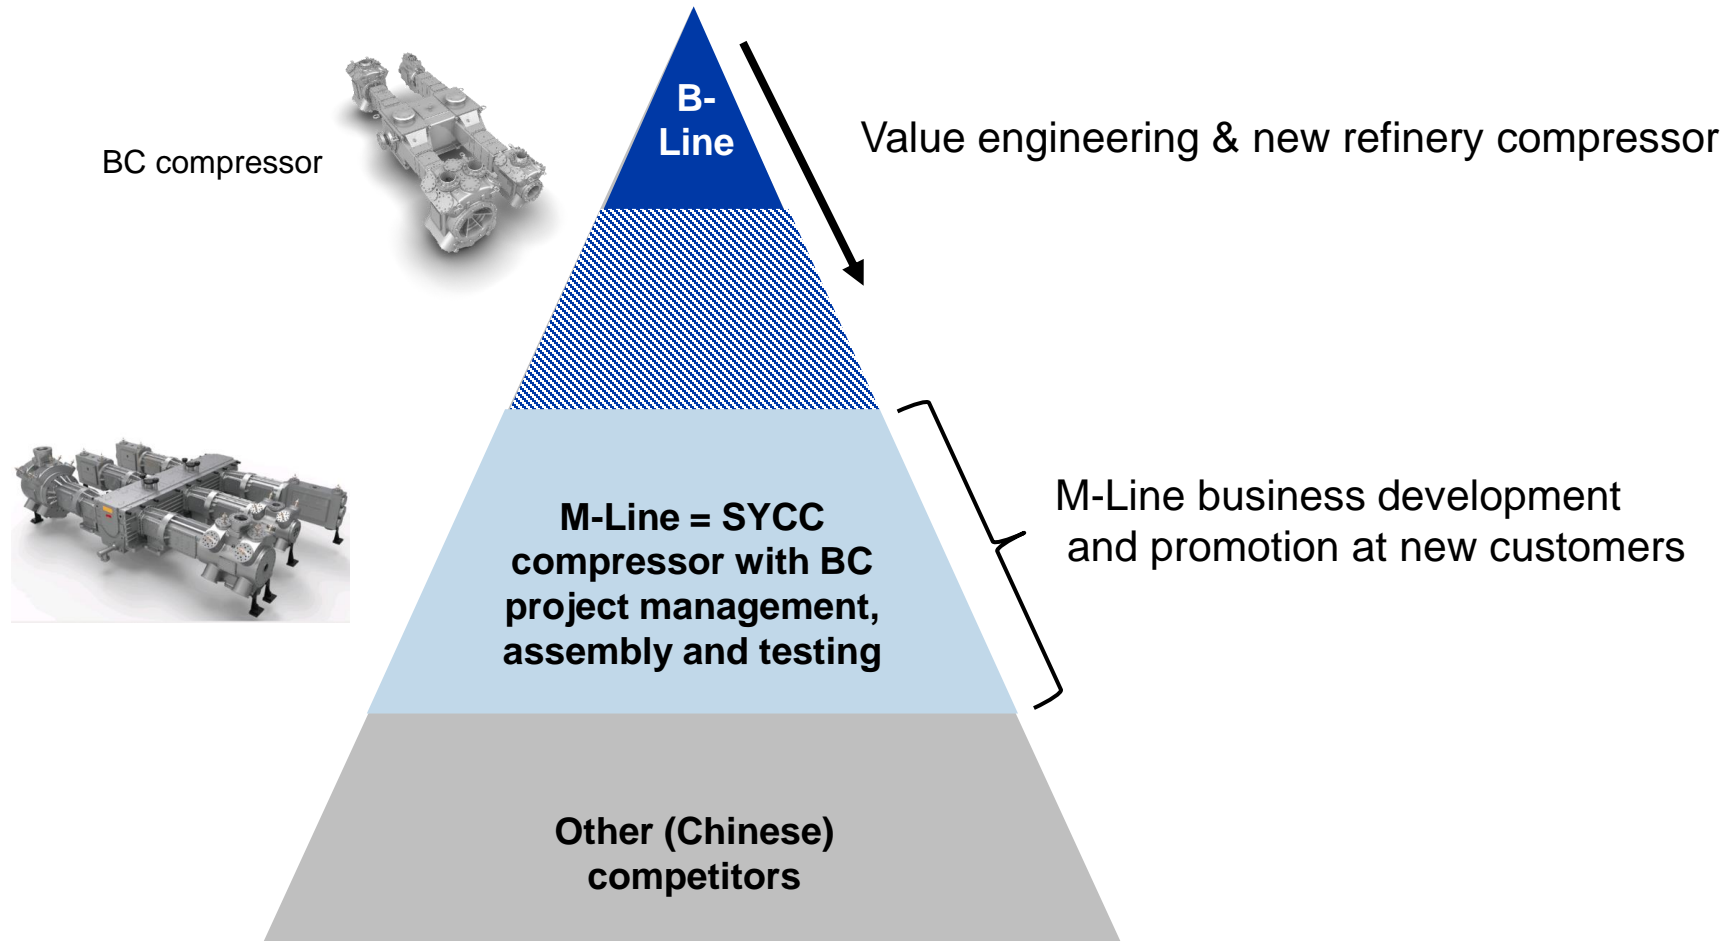 B-
Line
Value engineering & new refinery compressor
BC compressor
M-Line business development
and promotion at new customers
M-Line = SYCC
compressor with BC
project management,
assembly and testing
Other (Chinese)
competitors